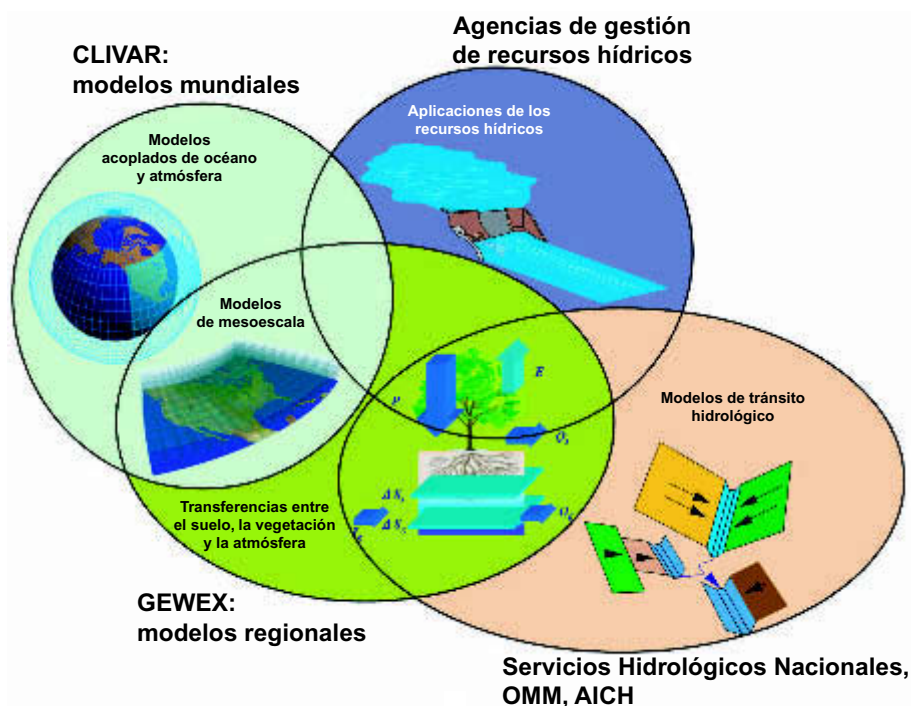 Agencias de gestión
de recursos hídricos
CLIVAR:
modelos mundiales
Aplicaciones de los
recursos hídricos
Modelos
acoplados de océano
y atmósfera
Modelos
de mesoescala
P
E
Modelos de tránsito
hidrológico
Transferencias entre
el suelo, la vegetación
y la atmósfera
GEWEX:
modelos regionales
Servicios Hidrológicos Nacionales,
OMM, AICH